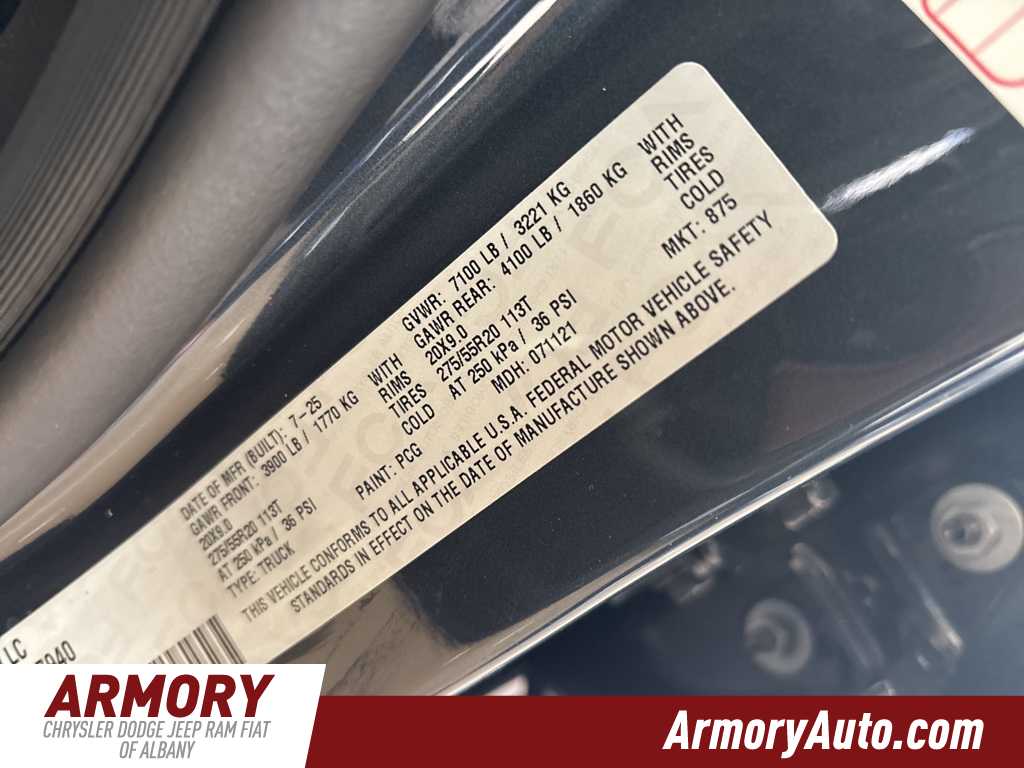 DATE OF MFR (BUILT): 7-25 GVWR: 7100 LB / 3221 KG
GAWR FRONT: 3900 LB / 1770 KG WITH GAWR REAR: 4100 LB / 1860 KG WITH
20X9.0 RIMS 20X9.0 RIMS
275/55R20 113T TIRES 275/55R20 113T TIRES
AT 250 kPa / 36 PSI COLD AT 250 kPa / 36 PSI COLD
TYPE: TRUCK MDH: 071121 MKT: 875
PAINT: PCG
THIS VEHICLE CONFORMS TO ALL APPLICABLE U.S.A. FEDERAL MOTOR VEHICLE SAFETY
STANDARDS IN EFFECT ON THE DATE OF MANUFACTURE SHOWN ABOVE.
LLC
ARMORY
CHRYSLER DODGE JEEP RAM FIAT
OF ALBANY
ArmoryAuto.com